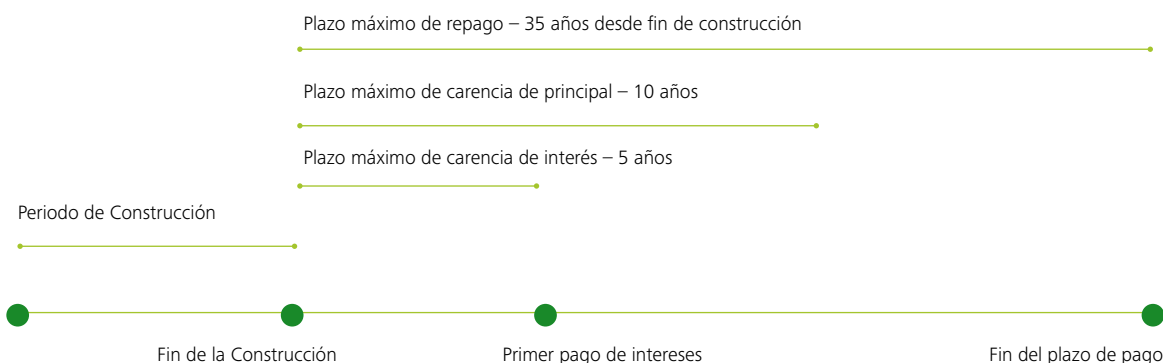 Plazo máximo de repago – 35 años desde fin de construcción
Plazo máximo de carencia de principal – 10 años
Plazo máximo de carencia de interés – 5 años
Periodo de Construcción
Fin de la Construcción
Primer pago de intereses
Fin del plazo de pago